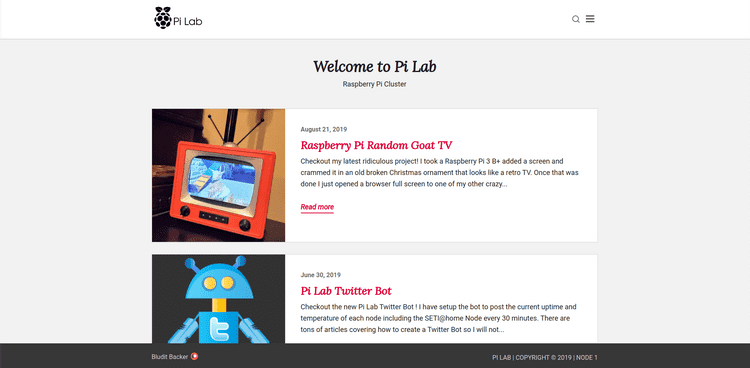 Pi Lab
Welcome to Pi Lab
Raspberry Pi Cluster
August 21, 2019
Raspberry Pi Random Goat TV
Checkout my latest ridiculous project! I took a Raspberry Pi 3 B+ added a screen and
crammed it in an old broken Christmas ornament that looks like a retro TV. Once that was
done I just opened a browser full screen to one of my other crazy...
Read more
June 30, 2019
Pi Lab Twitter Bot
Checkout the new Pi Lab Twitter Bot ! I have setup the bot to post the current uptime and
temperature of each node including the SETI@home Node every 30 minutes. There are
tons of articles covering how to create a Twitter Bot so I will not...
Bludit Backer
PI LAB | COPYRIGHT © 2019 | NODE 1